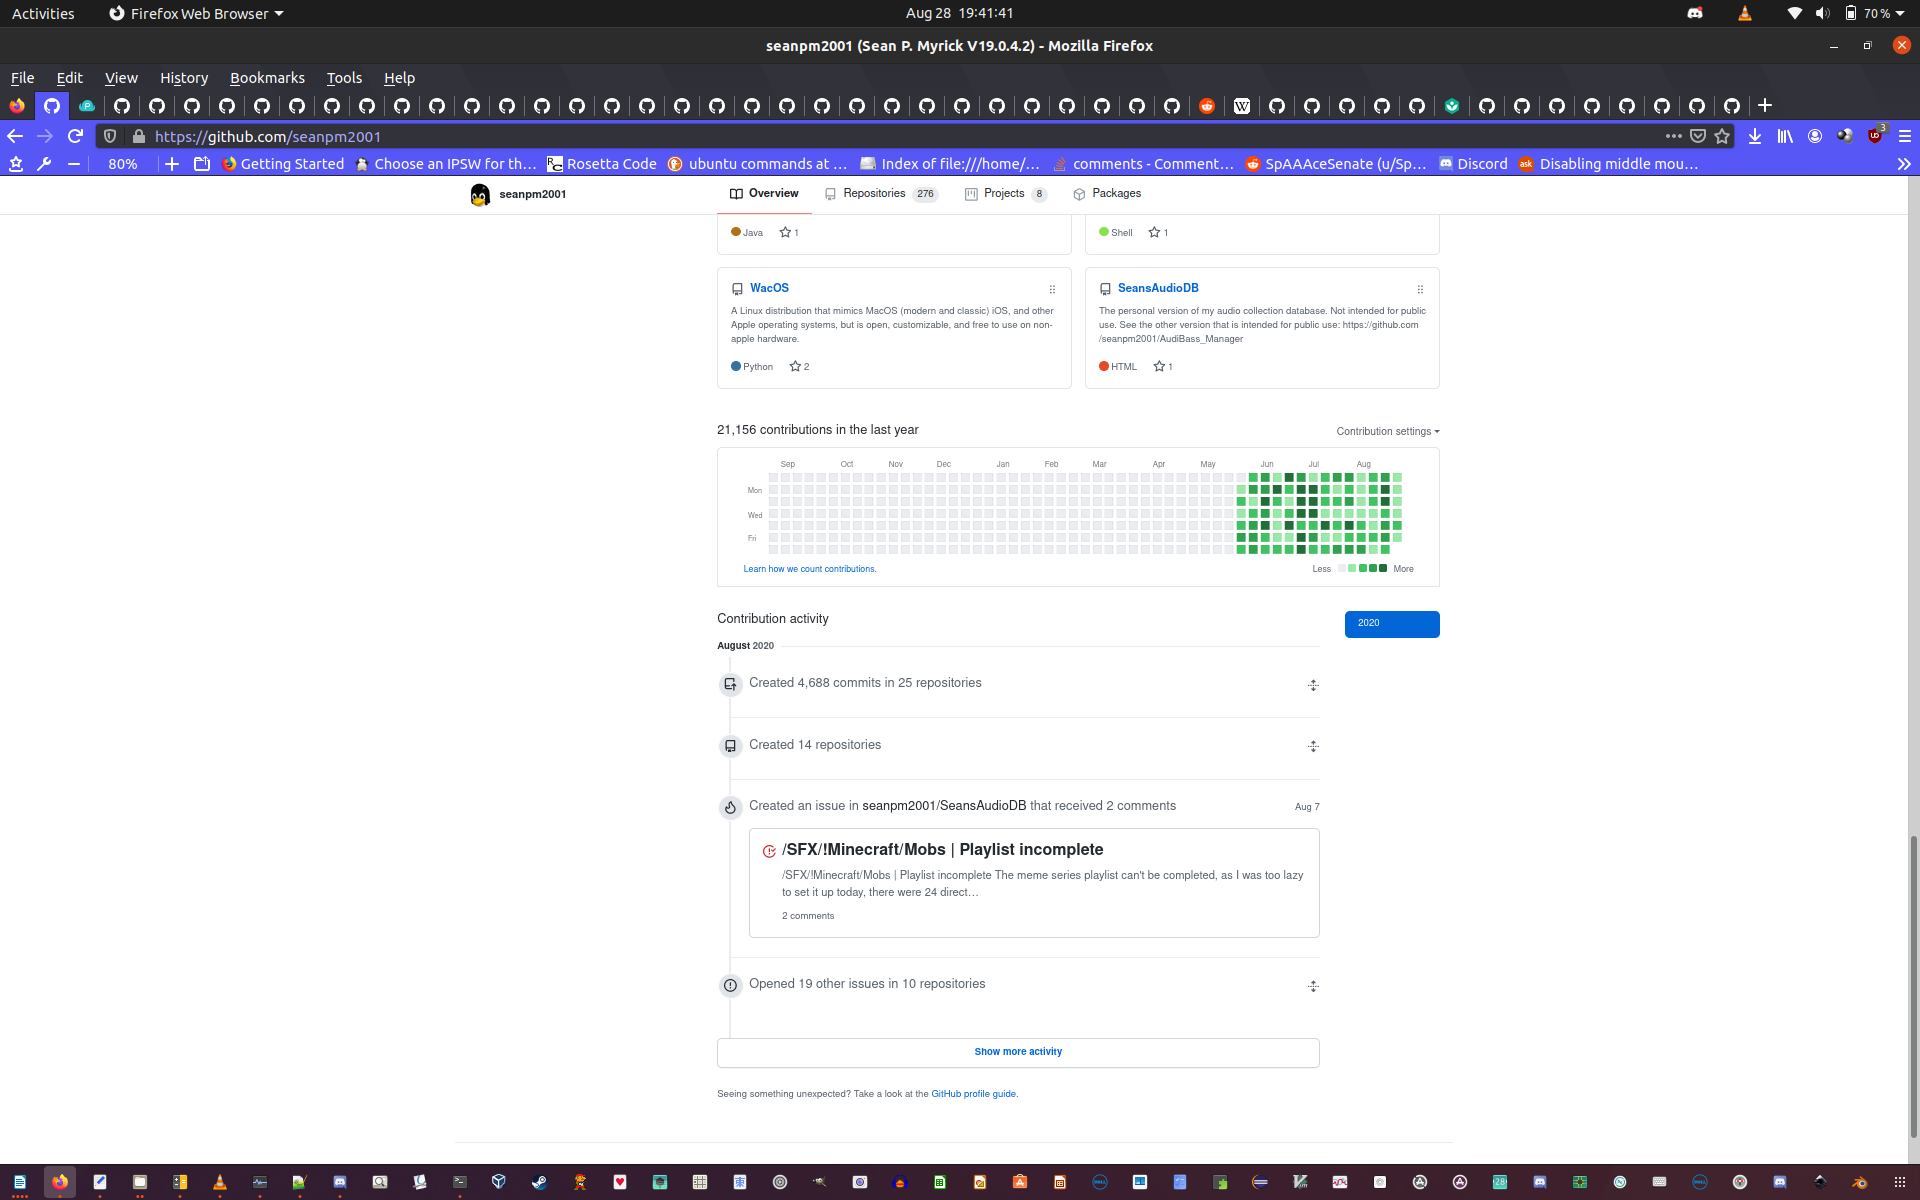 Activities Firefox Web Browser Aug 28 19:41:41 70 %
seanpm2001 (Sean P. Myrick V19.0.4.2) - Mozilla Firefox
File Edit View History Bookmarks Tools Help
https://github.com/seanpm2001 3
80% Getting Started Choose an IPSW for th… Rosetta Code ubuntu commands at … Index of file:///home/… comments - Comment… SpAAAceSenate (u/Sp… Discord Disabling middle mou…
seanpm2001 Overview Repositories 276 Projects 8 Packages
Java 1 Shell 1
WacOS SeansAudioDB
A Linux distribution that mimics MacOS (modern and classic) iOS, and other
Apple operating systems, but is open, customizable, and free to use on non-
apple hardware.
The personal version of my audio collection database. Not intended for public
use. See the other version that is intended for public use: https://github.com
/seanpm2001/AudiBass_Manager
Python 2 HTML 1
21,156 contributions in the last year Contribution settings
Sep Oct Nov Dec Jan Feb Mar Apr May Jun Jul Aug
Mon
Wed
Fri
Learn how we count contributions. Less More
Contribution activity 2020
August 2020
Created 4,688 commits in 25 repositories
Created 14 repositories
Created an issue in seanpm2001/SeansAudioDB that received 2 comments Aug 7
/SFX/!Minecraft/Mobs | Playlist incomplete
/SFX/!Minecraft/Mobs | Playlist incomplete The meme series playlist can't be completed, as I was too lazy
to set it up today, there were 24 direct…
2 comments
Opened 19 other issues in 10 repositories
Show more activity
Seeing something unexpected? Take a look at the GitHub profile guide.